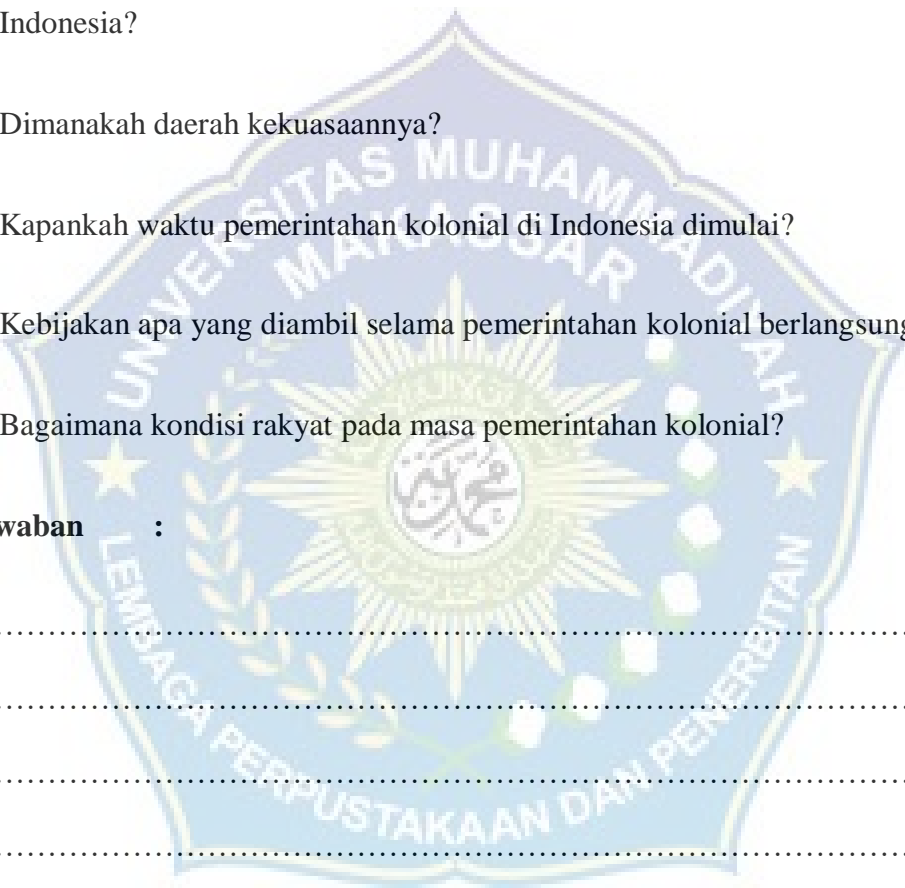 Indonesia?
Dimanakah daerah kekuasaannya?
Kapankah waktu pemerintahan kolonial di Indonesia dimulai?
Kebijakan apa yang diambil selama pemerintahan kolonial berlangsung
Bagaimana kondisi rakyat pada masa pemerintahan kolonial?
waban :
………………………………………………………………………
………………………………………………………………………
………………………………………………………………………
………………………………………………………………………
UNIVERSITAS MUHAMMADIYAH
MAKASSAR
LEMBAGA PERPUSTAKAAN DAN PENERBITAN